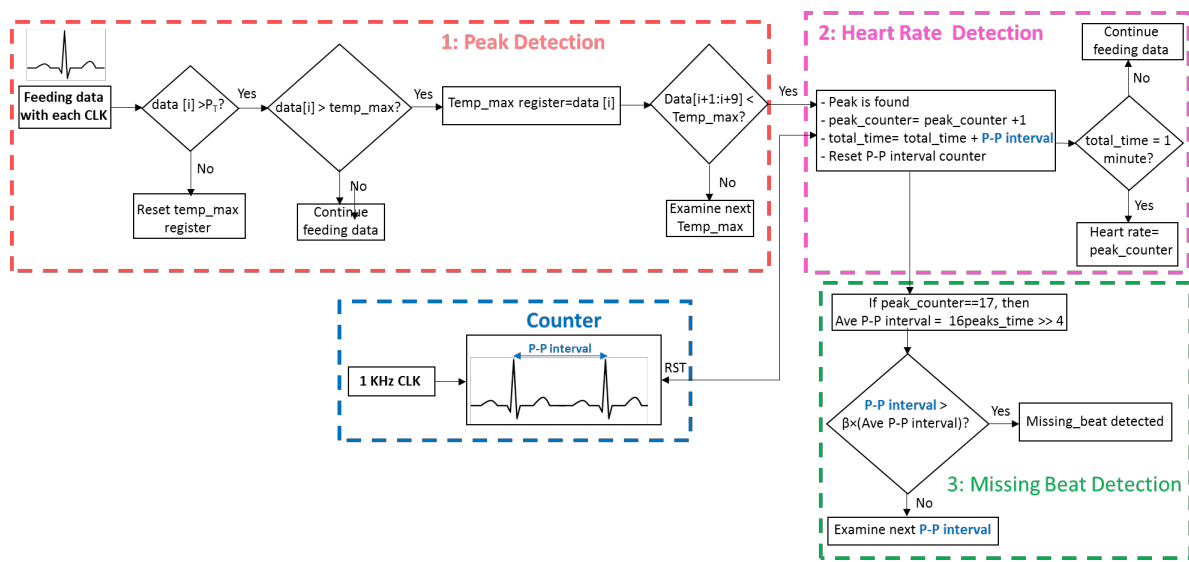 1: Peak Detection
Feeding data
with each CLK
data [i] >P_T?
Yes
No
Reset temp_max
register
data[i] > temp_max?
Yes
No
Continue
feeding data
Temp_max register=data [i]
Data[i+1:i+9] <
Temp_max?
Yes
No
Examine next
Temp_max
2: Heart Rate Detection
- Peak is found
- peak_counter= peak_counter +1
- total_time= total_time + P-P interval
- Reset P-P interval counter
Continue
feeding data
No
total_time = 1
minute?
Yes
Heart rate=
peak_counter
Counter
1 KHz CLK
P-P interval
RST
If peak_counter==17, then
Ave P-P interval = 16peaks_time >> 4
P-P interval >
β×(Ave P-P interval)?
Yes
Missing_beat detected
No
Examine next P-P interval
3: Missing Beat Detection